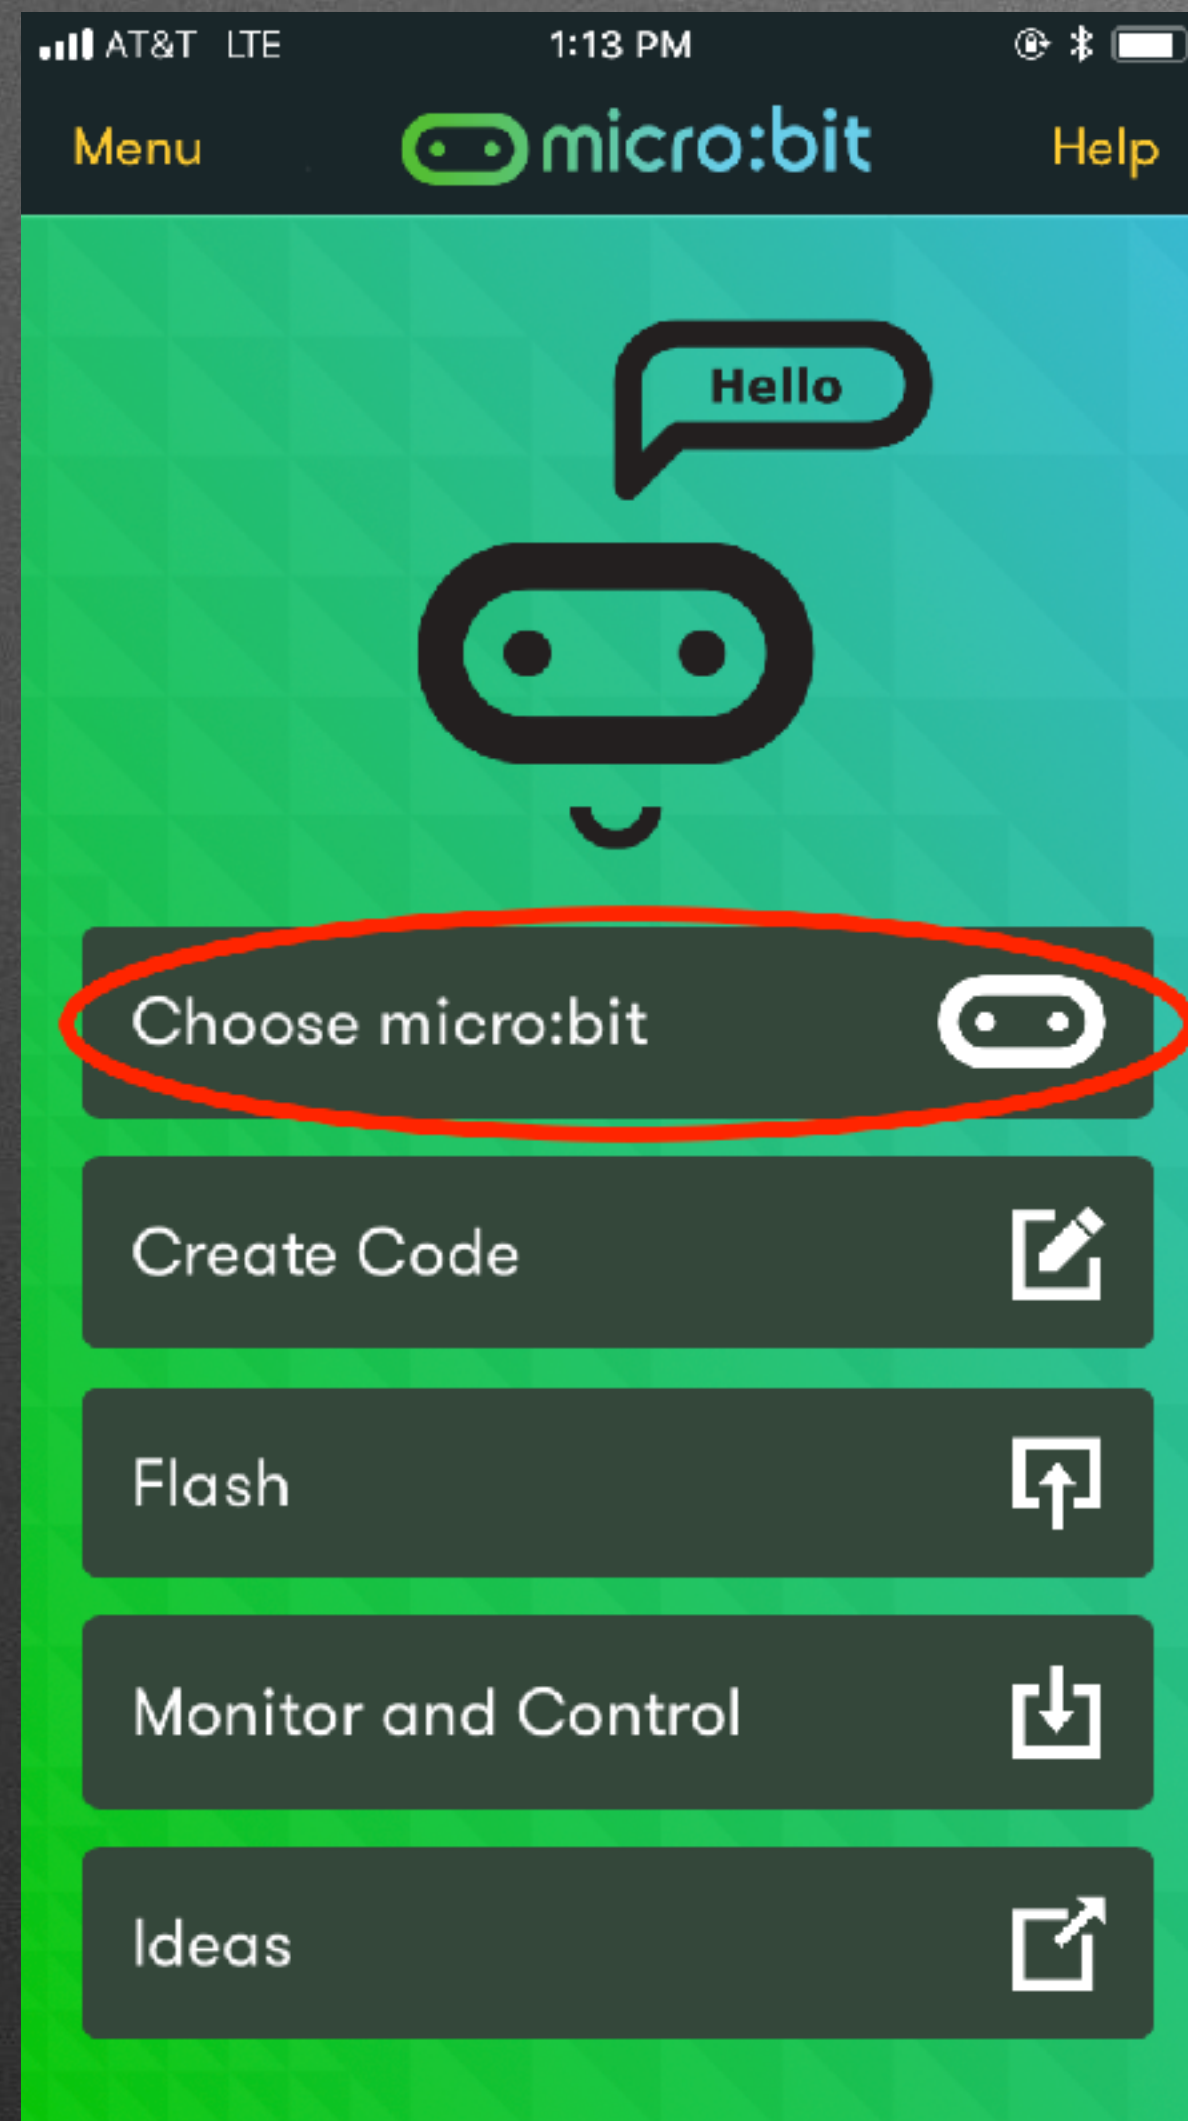 AT&T LTE 1:13 PM
Menu micro:bit Help
Hello
Choose micro:bit
Create Code
Flash
Monitor and Control
Ideas